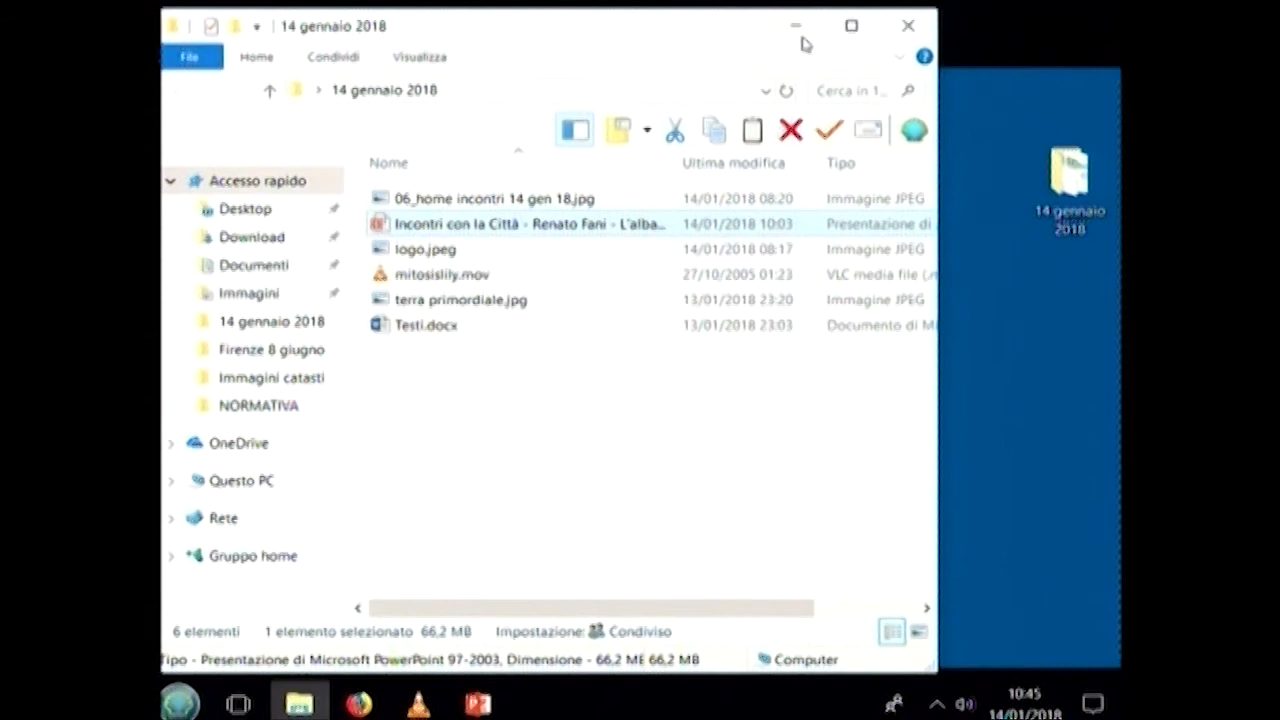 14 gennaio 2018
File Home Condividi Visualizza
14 gennaio 2018 Cerca in 1...
Nome Ultima modifica Tipo
Accesso rapido
Desktop
Download
Documenti
Immagini
14 gennaio 2018
Firenze 8 giugno
Immagini catasti
NORMATIVA
OneDrive
Questo PC
Rete
Gruppo home
06_home incontri 14 gen 18.jpg 14/01/2018 08:20 Immagine JPEG
Incontri con la Città - Renato Fani - L'alba... 14/01/2018 10:03 Presentazione di
logo.jpeg 14/01/2018 08:17 Immagine JPEG
mitosislily.mov 27/10/2005 01:23 VLC media file (.
terra primordiale.jpg 13/01/2018 23:20 Immagine JPEG
Testi.docx 13/01/2018 23:03 Documento di Mi
14 gennaio
2018
6 elementi 1 elemento selezionato 66,2 MB Impostazione: Condiviso
Tipo - Presentazione di Microsoft PowerPoint 97-2003, Dimensione - 66,2 ME 66,2 MB Computer
10:45
14/01/2018